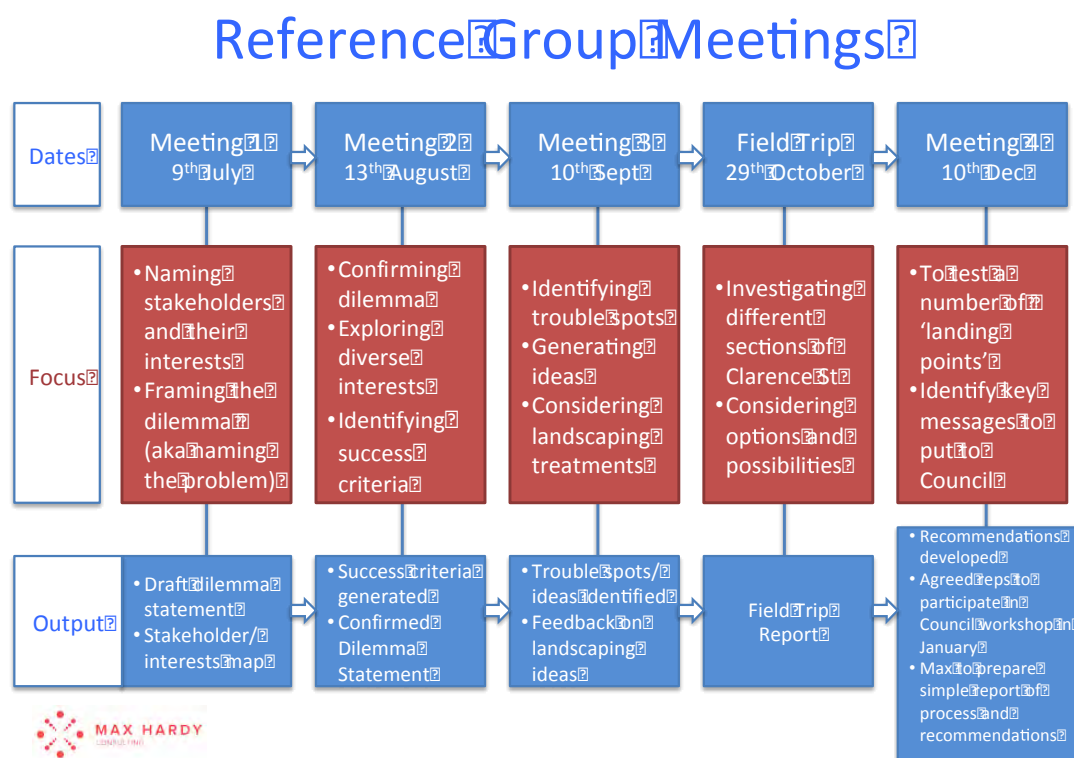 Reference Group Meetings
Dates
Meeting 1
9th July
Meeting 2
13th August
Meeting 3
10th Sept
Field Trip
29th October
Meeting 4
10th Dec
Focus
• Naming
stakeholders
and their
interests
• Framing the
dilemma
(aka naming
the problem)
• Confirming
dilemma
• Exploring
diverse
interests
• Identifying
success
criteria
• Identifying
trouble spots
• Generating
ideas
• Considering
landscaping
treatments
• Investigating
different
sections of
Clarence St
• Considering
options and
possibilities
• To test a
number of
‘landing
points’
• Identify key
messages to
put to
Council
Output
• Draft dilemma
statement
• Stakeholder/
interests map
• Success criteria
generated
• Confirmed
Dilemma
Statement
• Trouble spots/
ideas identified
• Feedback on
landscaping
ideas
Field Trip
Report
• Recommendations
developed
• Agreed reps to
participate in
Council workshop in
January
• Max to prepare
simple report of
process and
recommendations
MAX HARDY
CONSULTING